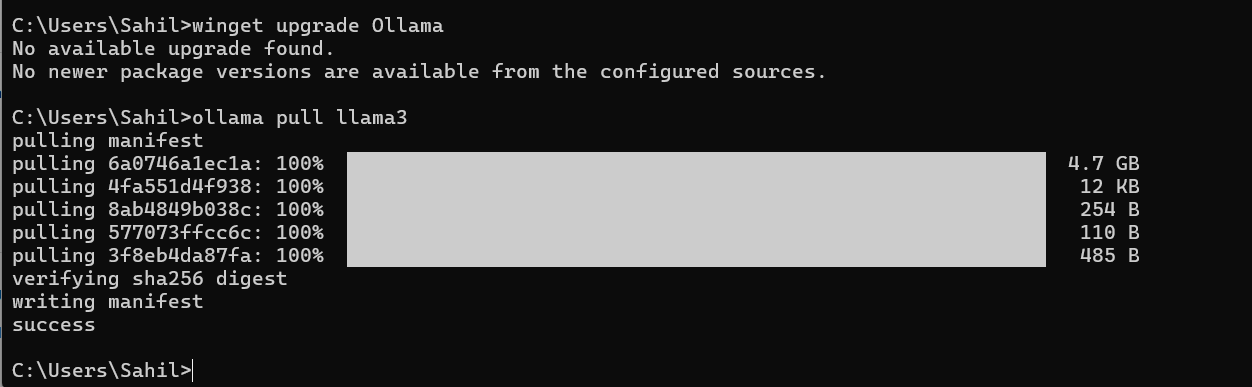 C:\Users\Sahil>winget upgrade Ollama
No available upgrade found.
No newer package versions are available from the configured sources.
C:\Users\Sahil>ollama pull llama3
pulling manifest
pulling 6a0746a1ec1a: 100% 4.7 GB
pulling 4fa551d4f938: 100% 12 KB
pulling 8ab4849b038c: 100% 254 B
pulling 577073ffcc6c: 100% 110 B
pulling 3f8eb4da87fa: 100% 485 B
verifying sha256 digest
writing manifest
success
C:\Users\Sahil>